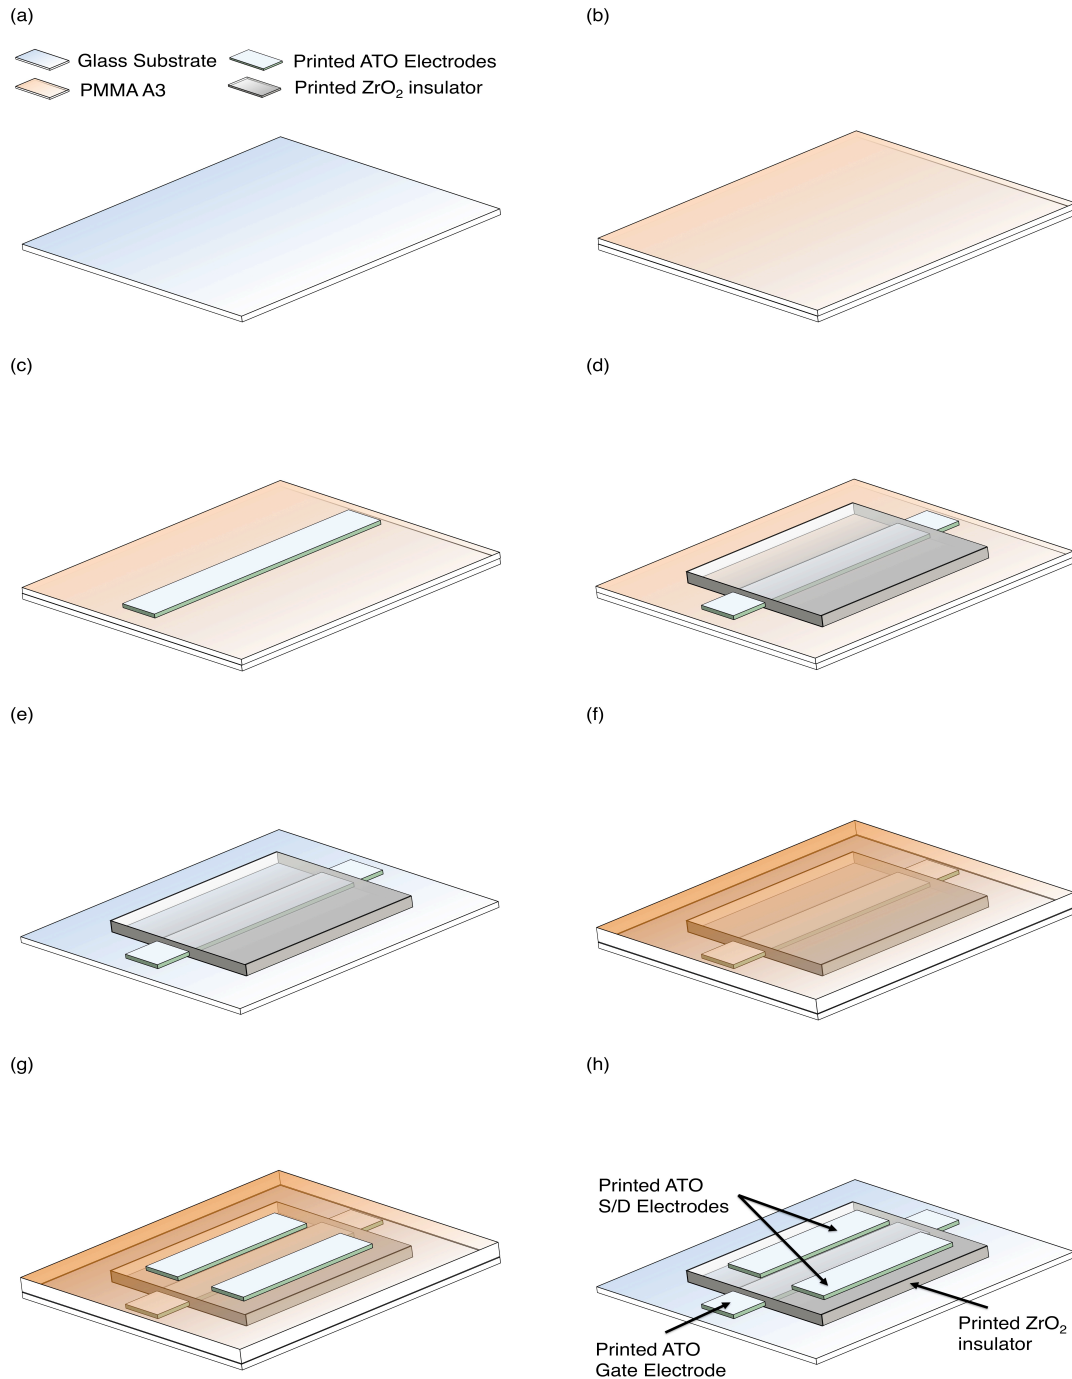 (a)
(b)
Glass Substrate
Printed ATO Electrodes
PMMA A3
Printed ZrO₂ insulator
(c)
(d)
(e)
(f)
(g)
(h)
Printed ATO
S/D Electrodes
Printed ZrO₂
insulator
Printed ATO
Gate Electrode